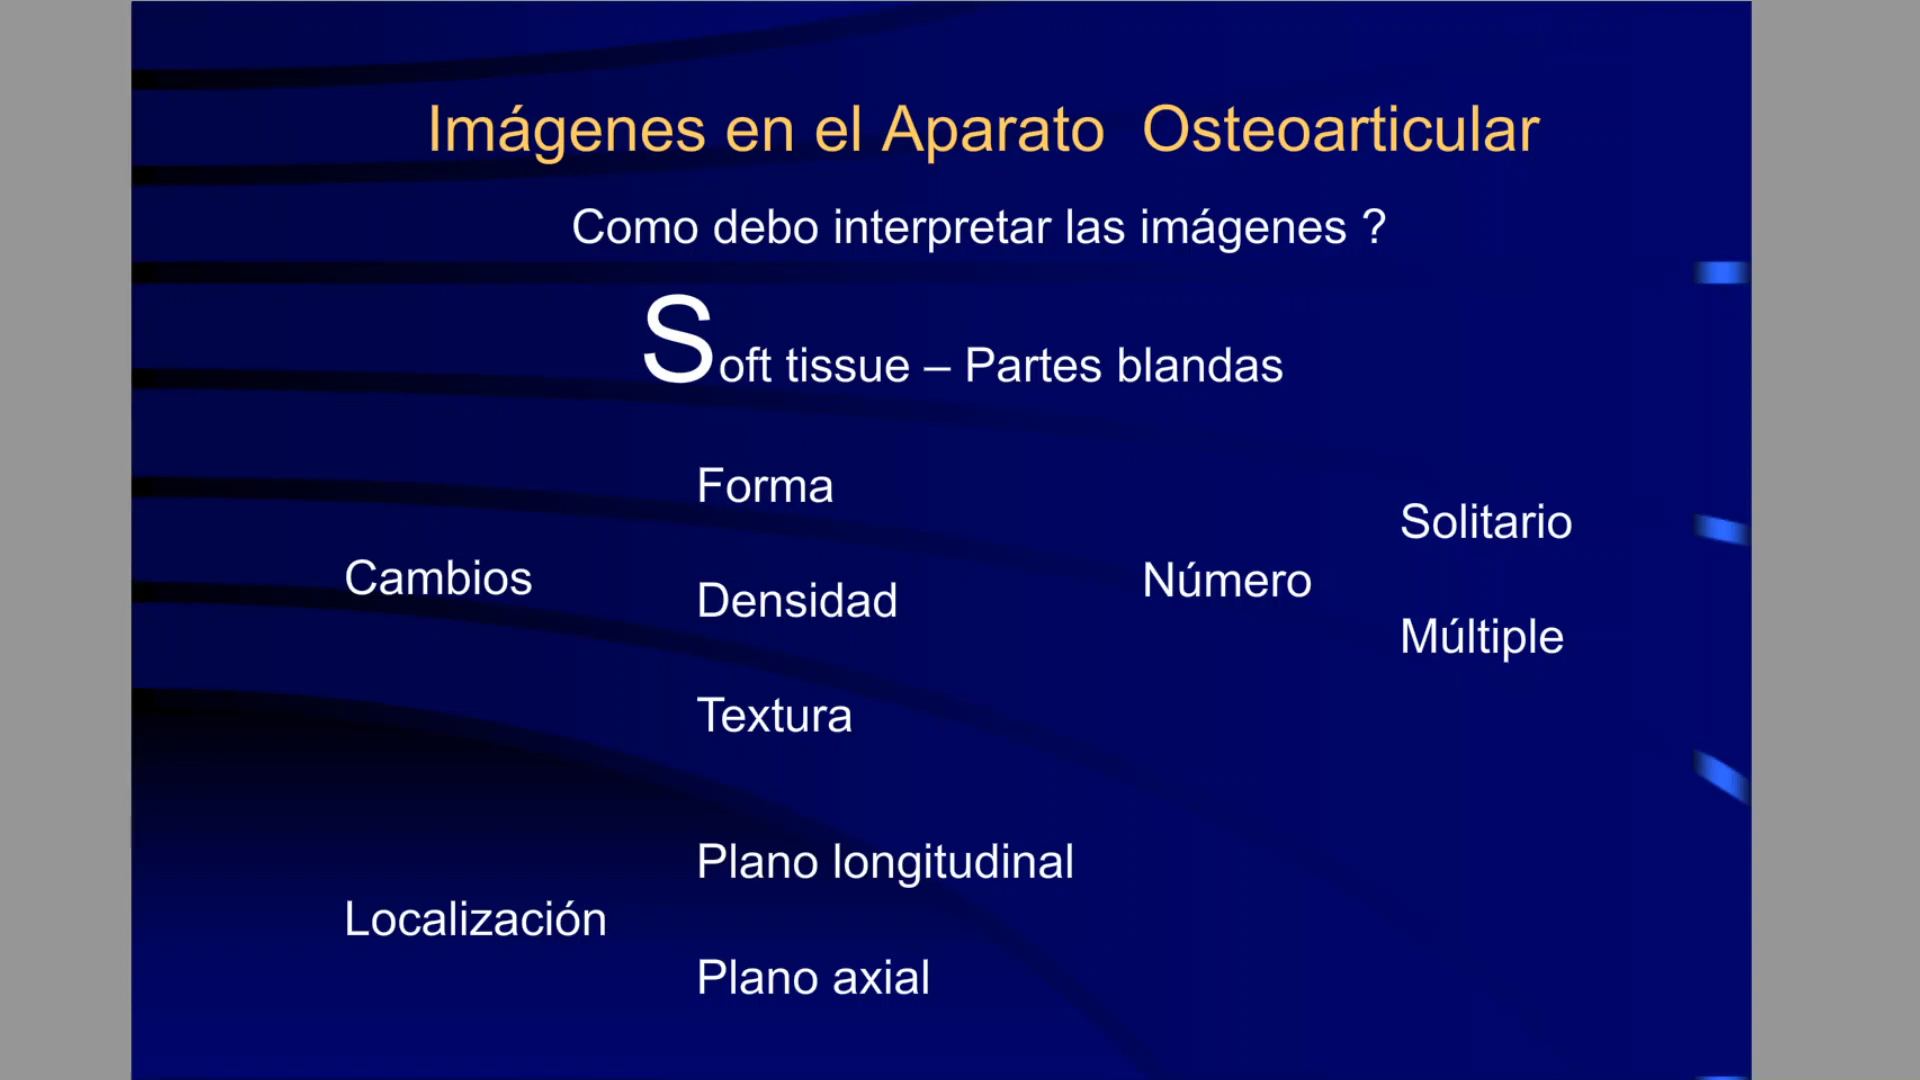 Imágenes en el Aparato Osteoarticular
Como debo interpretar las imágenes ?
Soft tissue – Partes blandas
Cambios
Forma
Densidad
Textura
Número
Solitario
Múltiple
Localización
Plano longitudinal
Plano axial